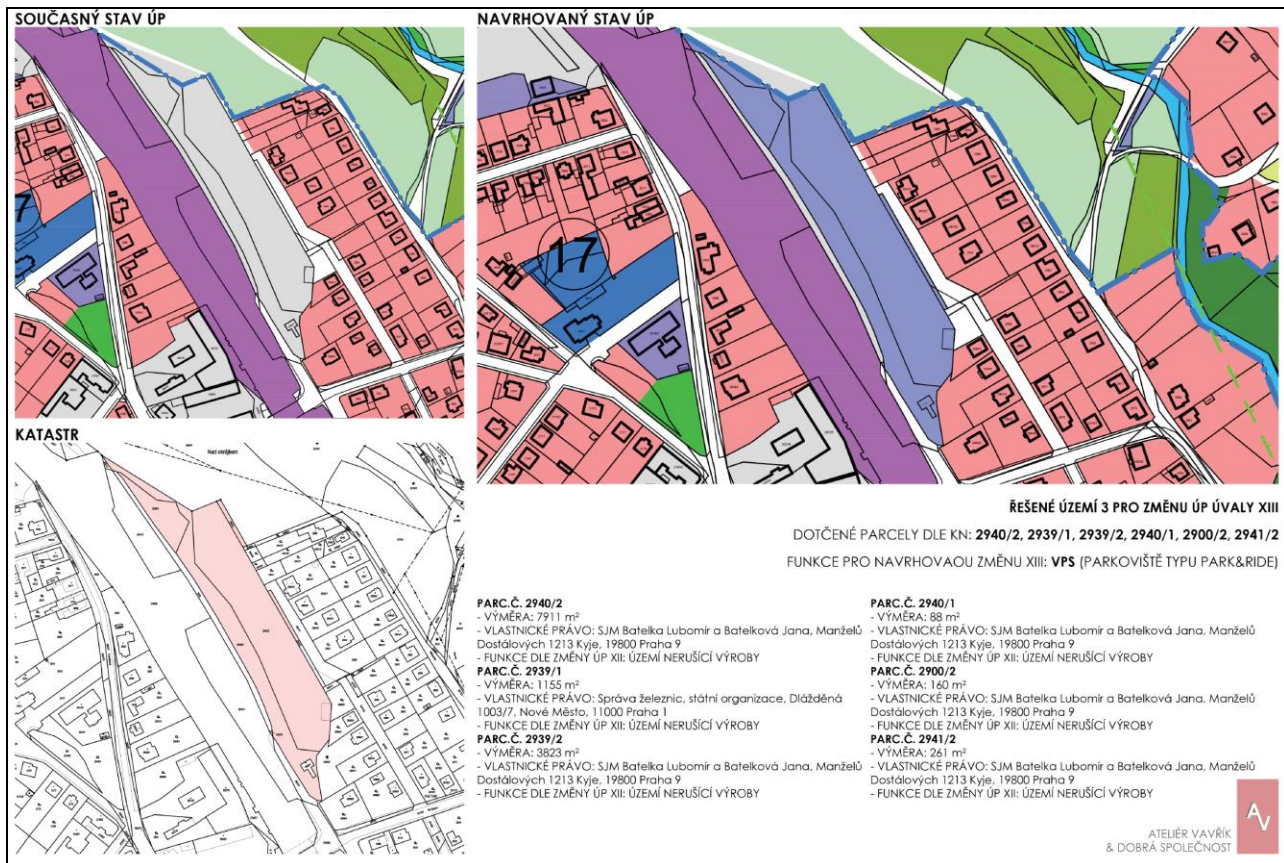 SOUČASNÝ STAV ÚP
NAVRHOVANÝ STAV ÚP
17
7
KATASTR
Nad okrájkem
ŘEŠENÉ ÚZEMÍ 3 PRO ZMĚNU ÚP ÚVALY XIII
DOTČENÉ PARCELY DLE KN: 2940/2, 2939/1, 2939/2, 2940/1, 2900/2, 2941/2
FUNKCE PRO NAVRHOVAOU ZMĚNU XIII: VPS (PARKOVIŠTĚ TYPU PARK&RIDE)
PARC.Č. 2940/2
- VÝMĚRA: 7911 m²
- VLASTNICKÉ PRÁVO: SJM Batelka Lubomír a Batelková Jana, Manželů
Dostálových 1213 Kyje, 19800 Praha 9
- FUNKCE DLE ZMĚNY ÚP XII: ÚZEMÍ NERUŠÍCÍ VÝROBY
PARC.Č. 2939/1
- VÝMĚRA: 1155 m²
- VLASTNICKÉ PRÁVO: Správa železnic, státní organizace, Dlážděná
1003/7, Nové Město, 11000 Praha 1
- FUNKCE DLE ZMĚNY ÚP XII: ÚZEMÍ NERUŠÍCÍ VÝROBY
PARC.Č. 2939/2
- VÝMĚRA: 3823 m²
- VLASTNICKÉ PRÁVO: SJM Batelka Lubomír a Batelková Jana, Manželů
Dostálových 1213 Kyje, 19800 Praha 9
- FUNKCE DLE ZMĚNY ÚP XII: ÚZEMÍ NERUŠÍCÍ VÝROBY
PARC.Č. 2940/1
- VÝMĚRA: 88 m²
- VLASTNICKÉ PRÁVO: SJM Batelka Lubomír a Batelková Jana, Manželů
Dostálových 1213 Kyje, 19800 Praha 9
- FUNKCE DLE ZMĚNY ÚP XII: ÚZEMÍ NERUŠÍCÍ VÝROBY
PARC.Č. 2900/2
- VÝMĚRA: 160 m²
- VLASTNICKÉ PRÁVO: SJM Batelka Lubomír a Batelková Jana, Manželů
Dostálových 1213 Kyje, 19800 Praha 9
- FUNKCE DLE ZMĚNY ÚP XII: ÚZEMÍ NERUŠÍCÍ VÝROBY
PARC.Č. 2941/2
- VÝMĚRA: 261 m²
- VLASTNICKÉ PRÁVO: SJM Batelka Lubomír a Batelková Jana, Manželů
Dostálových 1213 Kyje, 19800 Praha 9
- FUNKCE DLE ZMĚNY ÚP XII: ÚZEMÍ NERUŠÍCÍ VÝROBY
ATELIÉR VAVŘÍK
& DOBRÁ SPOLEČNOST
AV